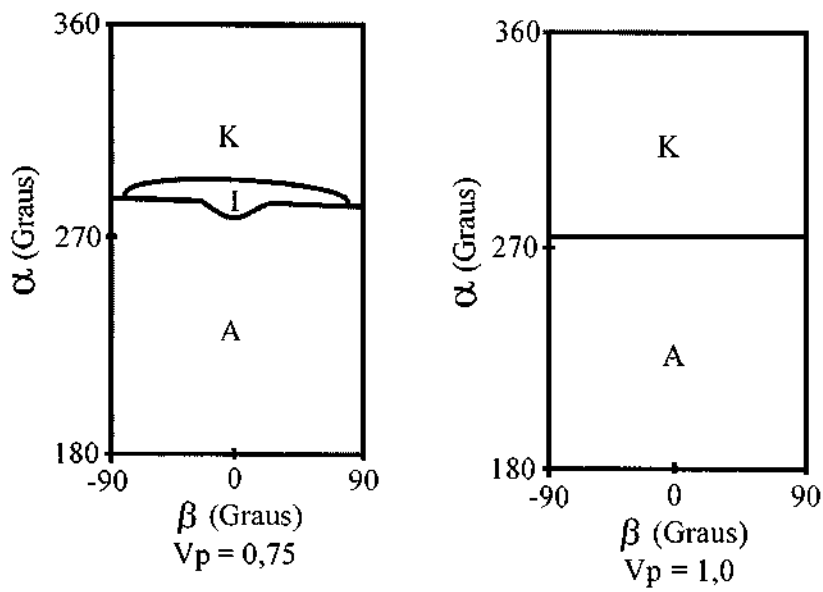 360
K
I
270
A
180
-90 0 90
α (Graus)
β (Graus)
Vp = 0,75
360
K
270
A
180
-90 0 90
α (Graus)
β (Graus)
Vp = 1,0